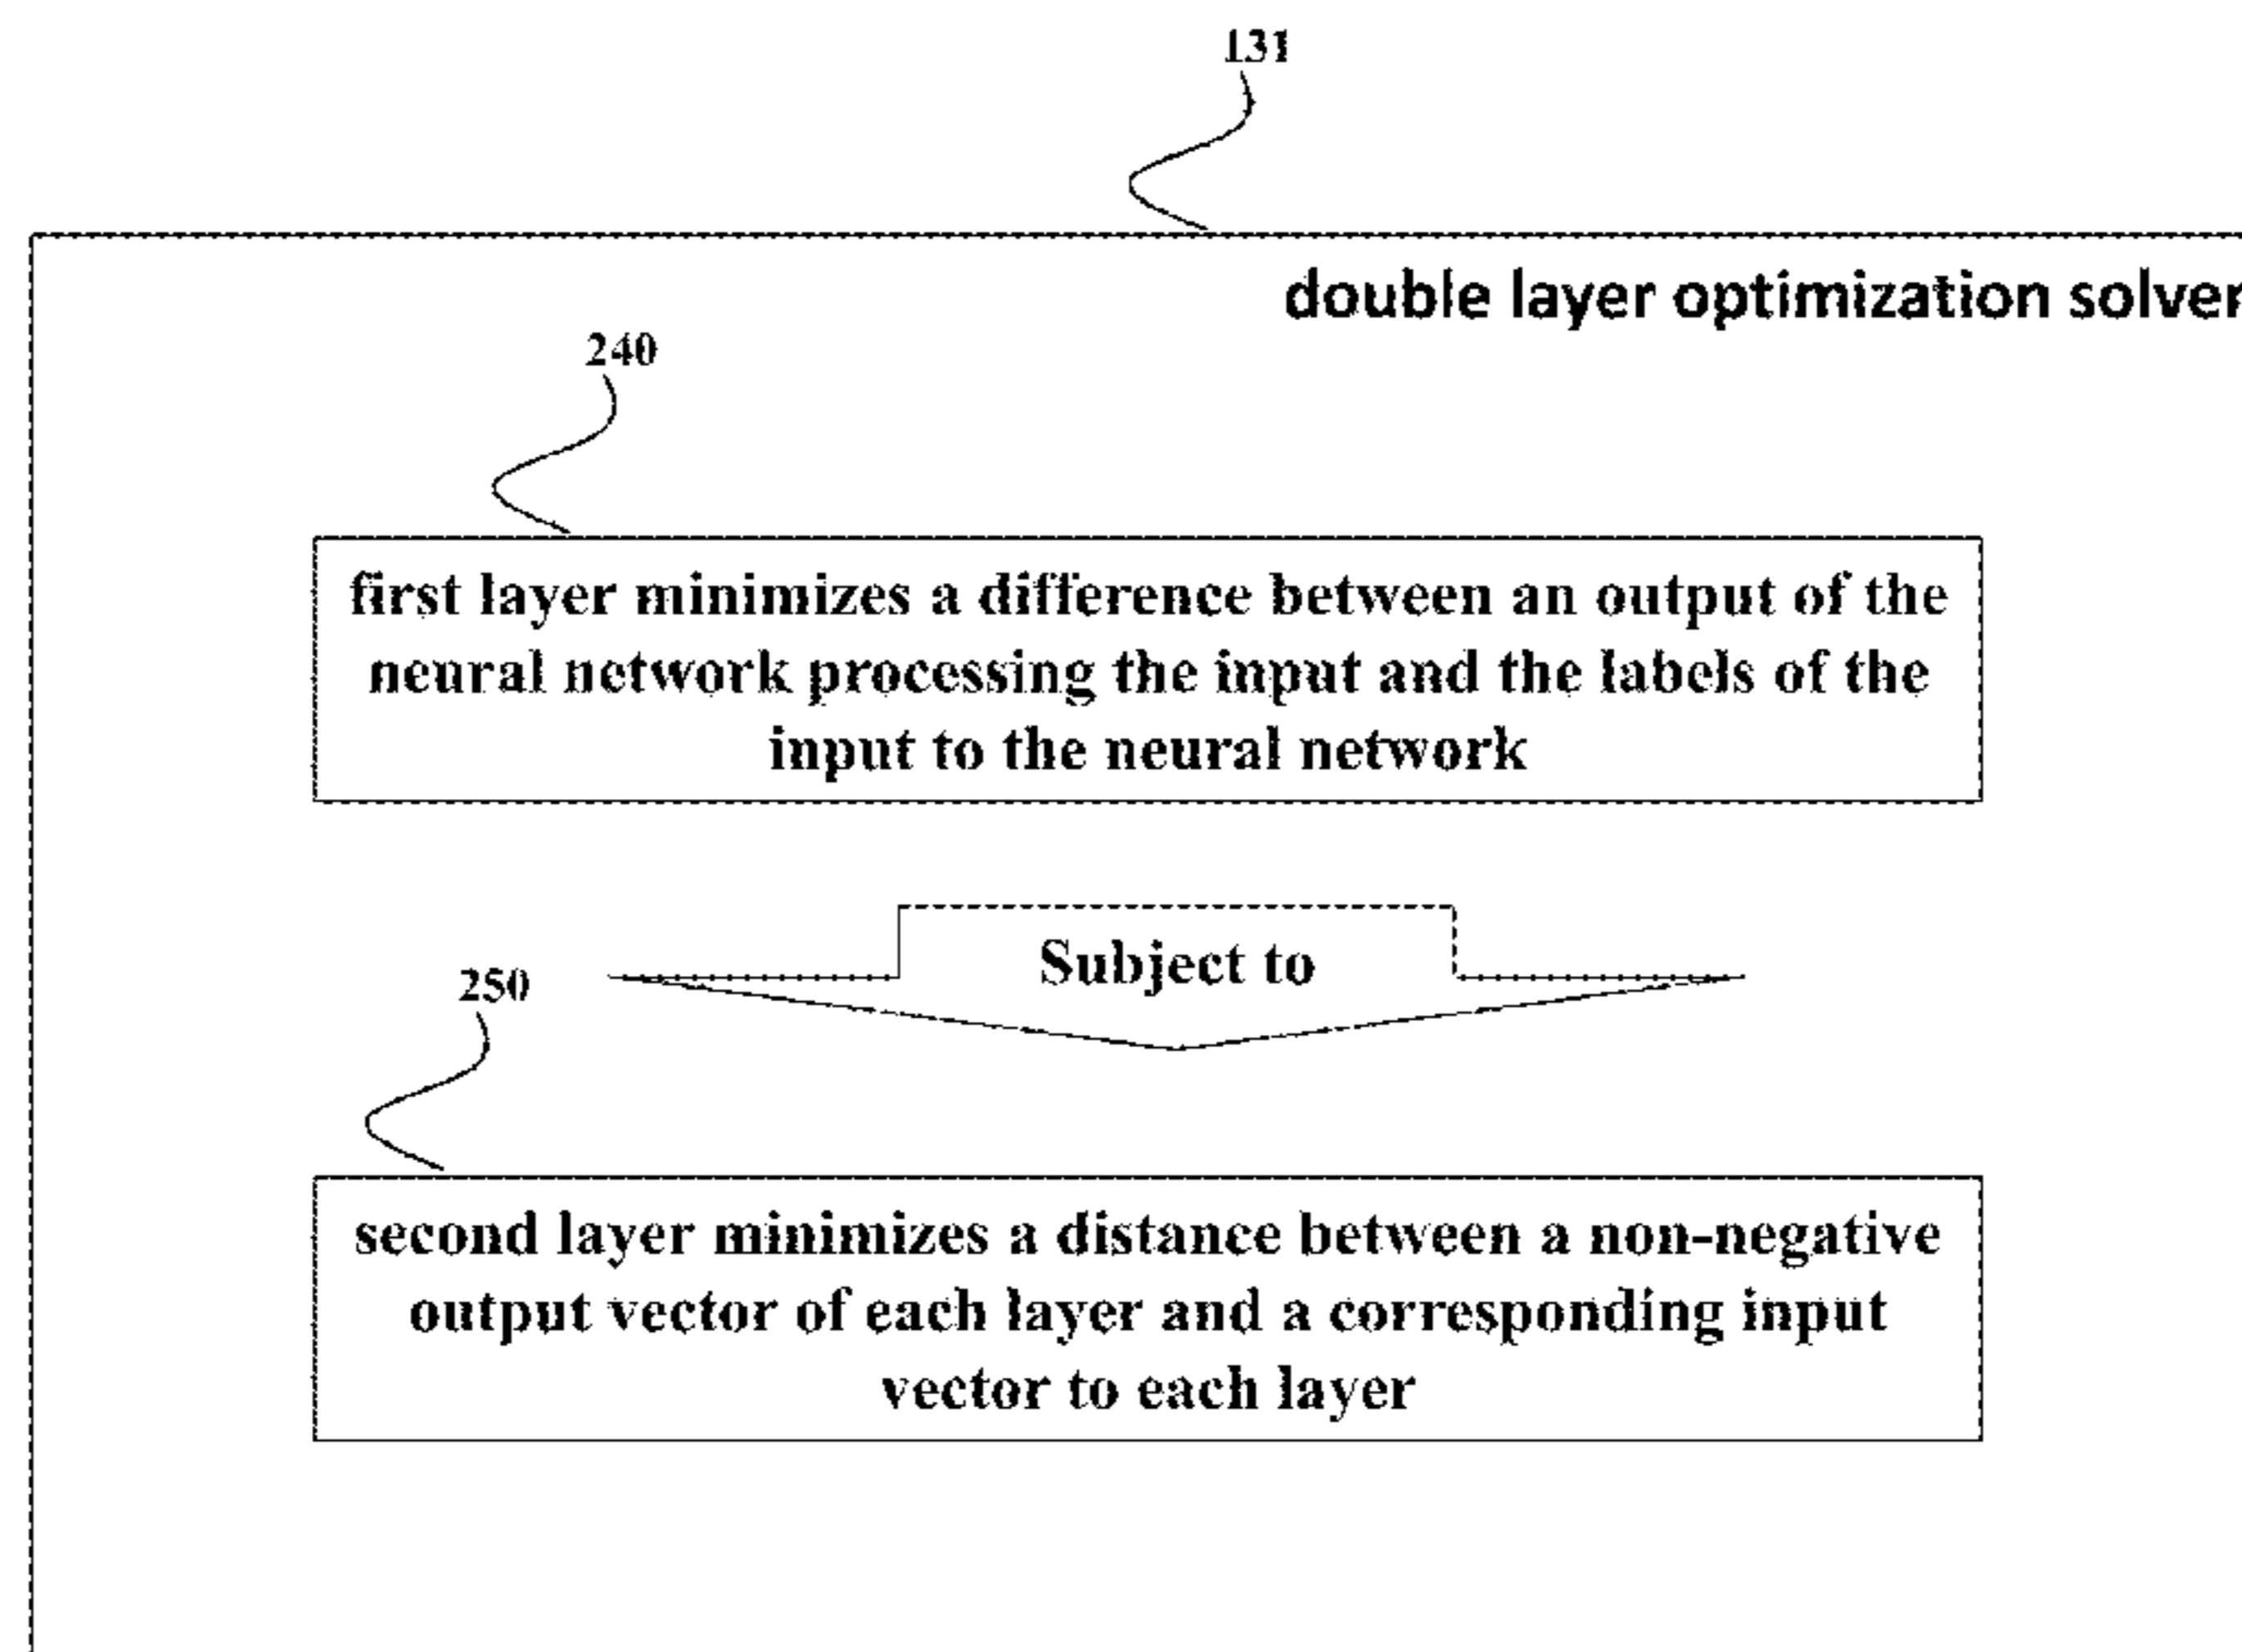 131
double layer optimization solver
240
first layer minimizes a difference between an output of the
neural network processing the input and the labels of the
input to the neural network
Subject to
250
second layer minimizes a distance between a non-negative
output vector of each layer and a corresponding input
vector to each layer